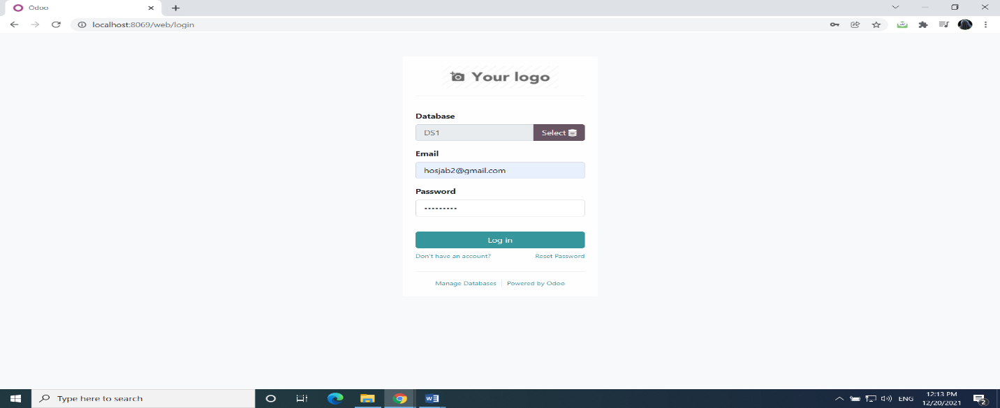 Odoo
localhost:8069/web/login
Your logo
Database
DS1 Select
Email
hosjab2@gmail.com
Password
Log in
Don't have an account? Reset Password
Manage Databases Powered by Odoo
Type here to search
ENG
12:13 PM
12/20/2021
2